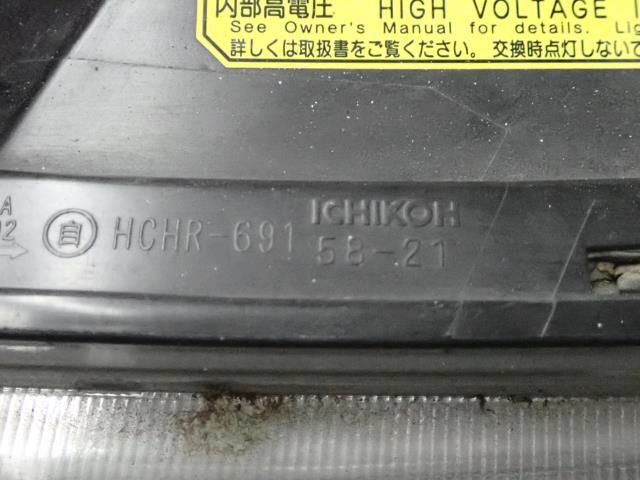 内部高電圧 HIGH VOLTAGE
See Owner's Manual for details.
詳しくは取扱書をご覧ください。交換時点灯しないで
A
自 HCHR-691 ICHIKOH
58-21